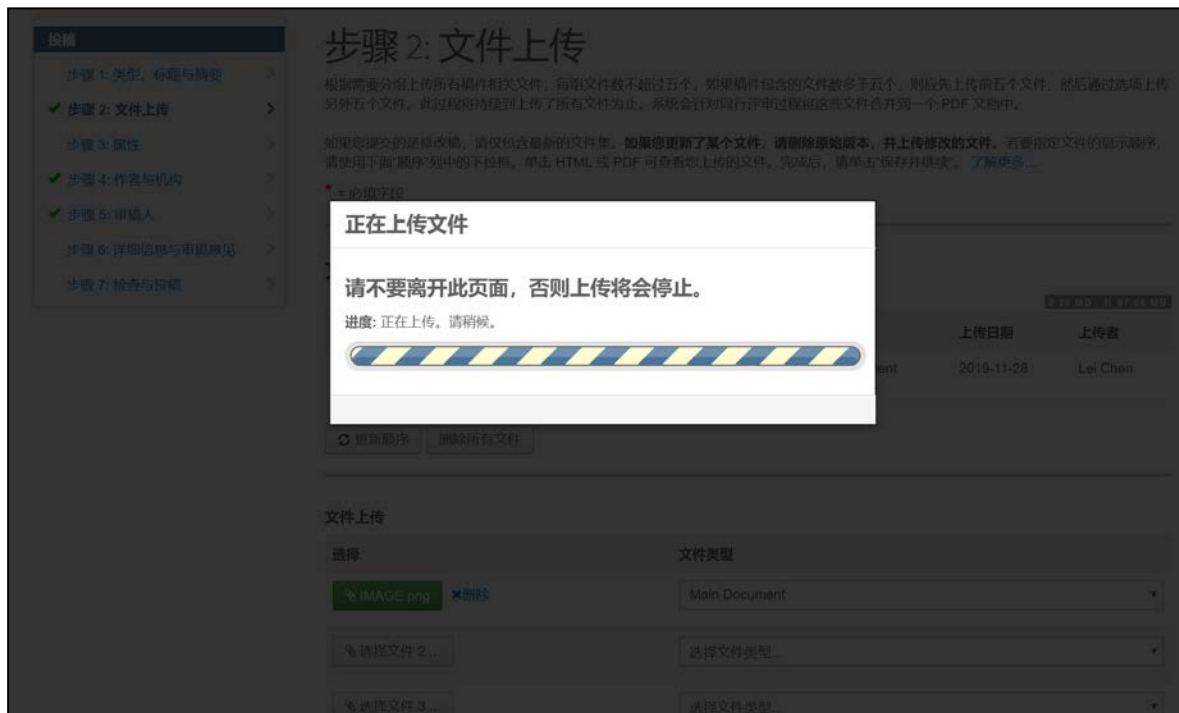 投稿
步骤 1: 类型、标题与摘要
步骤 2: 文件上传
步骤 3: 属性
步骤 4: 作者与机构
步骤 5: 审稿人
步骤 6: 详细信息与审稿意见
步骤 7: 检查与投稿
步骤 2: 文件上传
根据需要分组上传所有稿件相关文件，每组文件数不超过五个。如果稿件包含的文件数多于五个，则应先上传前五个文件，然后通过选项上传
另外五个文件。此过程将持续到上传了所有文件为止。系统会针对同行评审过程将这些文件合并到一个 PDF 文档中。
如果您提交的是修改稿，请仅包含最新的文件集。如果您更新了某个文件，请删除原始版本，并上传修改的文件。若要指定文件的显示顺序，
请使用下面“顺序”列中的下拉框。单击 HTML 或 PDF 可查看您上传的文件。完成后，请单击“保存并继续”。 了解更多...
* = 必填字段
正在上传文件
请不要离开此页面，否则上传将会停止。
进度: 正在上传。请稍候。
上传日期 上传者
ent 2019-11-28 Lei Chen
更新顺序 删除所有文件
文件上传
选择 文件类型
IMAGE.png ✖删除 Main Document
选择文件 2 ... 选择文件类型...
选择文件 3 ... 选择文件类型...